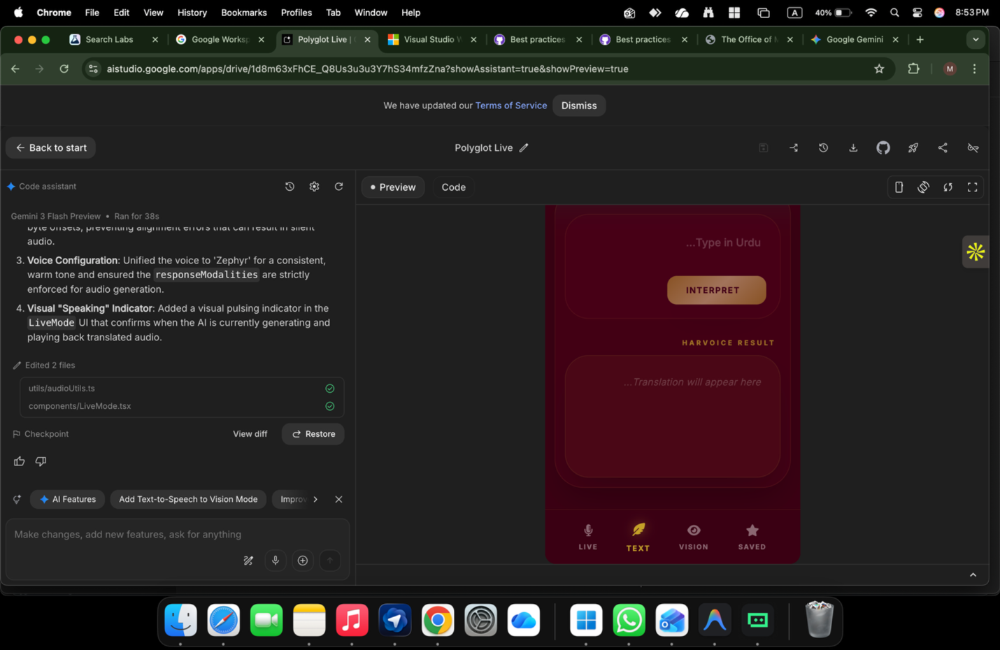 Chrome File Edit View History Bookmarks Profiles Tab Window Help
A 40% 8:53 PM
Search Labs
Google Worksp
Polyglot Live |
Visual Studio
Best practices
Best practices
The Office of
Google Gemini
aistudio.google.com/apps/drive/1d8m63xFhCE_Q8Us3u3u3Y7hS34mfzZna?showAssistant=true&showPreview=true
M
We have updated our Terms of Service Dismiss
Back to start
Polyglot Live
Code assistant
Gemini 3 Flash Preview • Ran for 38s
byte offsets, preventing alignment errors that can result in silent
audio.
3. Voice Configuration: Unified the voice to 'Zephyr' for a consistent,
warm tone and ensured the responseModalities are strictly
enforced for audio generation.
4. Visual "Speaking" Indicator: Added a visual pulsing indicator in the
LiveMode UI that confirms when the AI is currently generating and
playing back translated audio.
Edited 2 files
utils/audioUtils.ts
components/LiveMode.tsx
Checkpoint View diff Restore
AI Features Add Text-to-Speech to Vision Mode Improv
Make changes, add new features, ask for anything
Preview Code
...Type in Urdu
INTERPRET
HARVOICE RESULT
...Translation will appear here
LIVE TEXT VISION SAVED